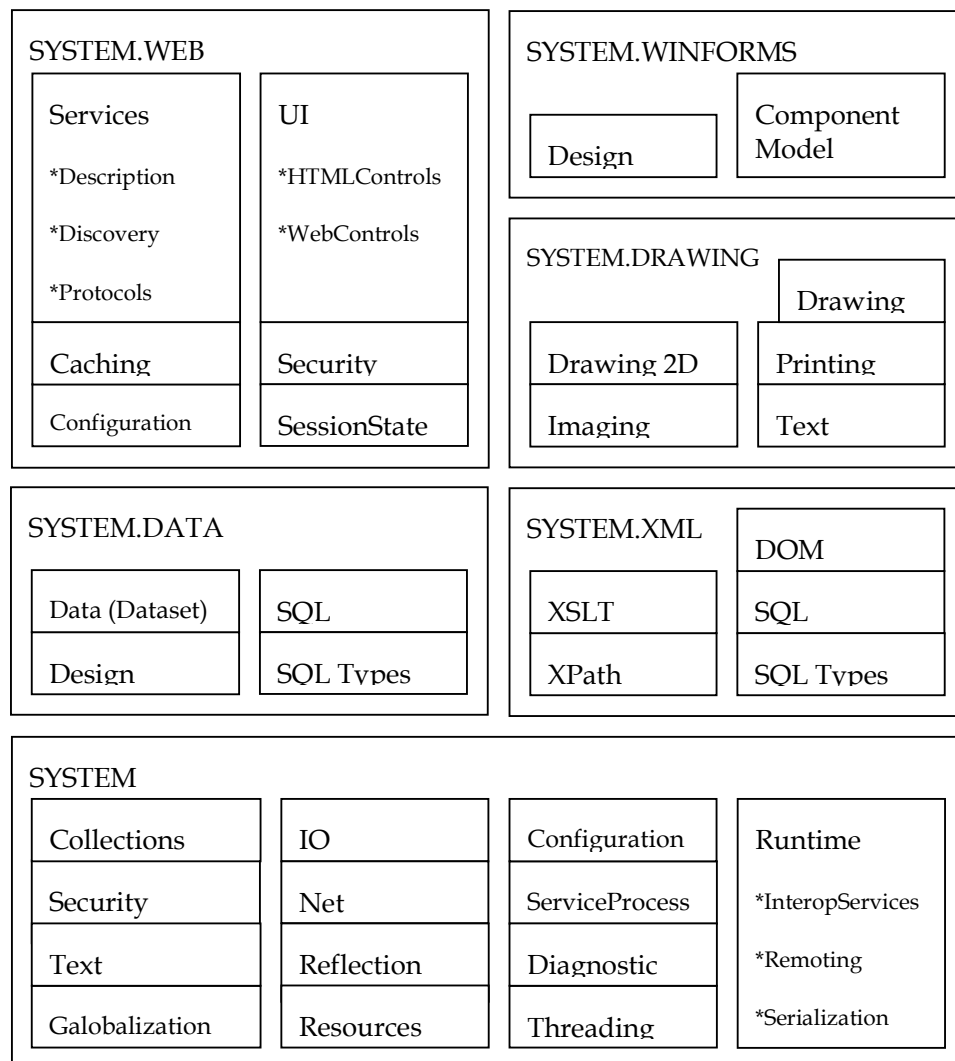 SYSTEM.WEB
Services
*Description
*Discovery
*Protocols
Caching
Configuration
UI
*HTMLControls
*WebControls
Security
SessionState
SYSTEM.WINFORMS
Design
Component
Model
SYSTEM.DRAWING
Drawing
Drawing 2D
Imaging
Printing
Text
SYSTEM.DATA
Data (Dataset)
Design
SQL
SQL Types
SYSTEM.XML
XSLT
XPath
DOM
SQL
SQL Types
SYSTEM
Collections
Security
Text
Galobalization
IO
Net
Reflection
Resources
Configuration
ServiceProcess
Diagnostic
Threading
Runtime
*InteropServices
*Remoting
*Serialization